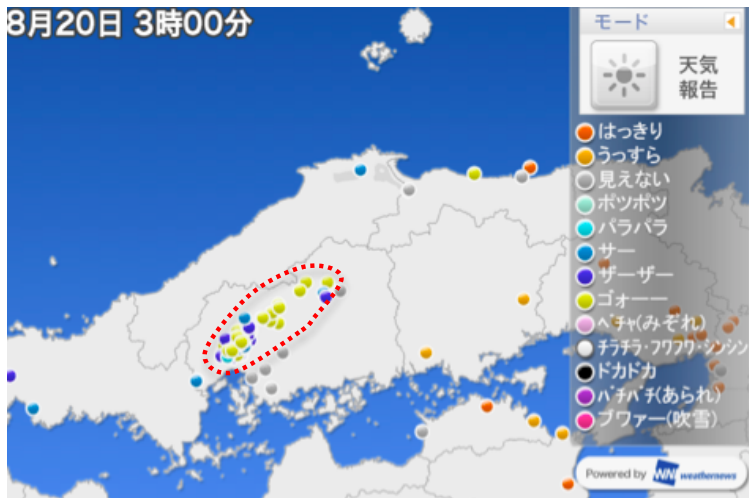 8月20日 3時00分
モード
天気
報告
はっきり
うっすら
見えない
ポツポツ
パラパラ
サー
ザーザー
ゴォーー
ベチャ(みぞれ)
チラチラ・フワフワ・シンシン
ドカドカ
バチバチ(あられ)
ブワァー(吹雪)
Powered by WN weathernews